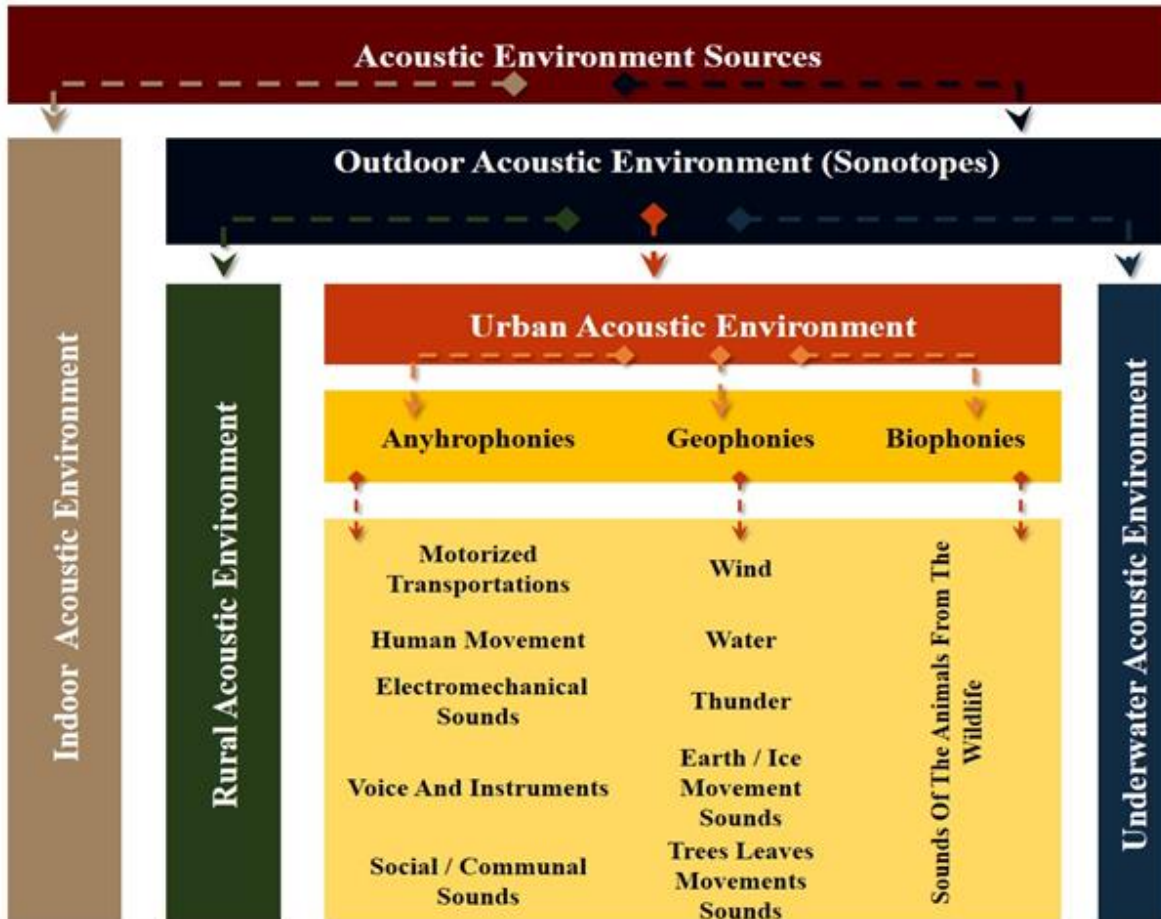 Acoustic Environment Sources
Outdoor Acoustic Environment (Sonotopes)
Indoor Acoustic Environment
Rural Acoustic Environment
Urban Acoustic Environment
Underwater Acoustic Environment
Anyhrophonies
Geophonies
Biophonies
Motorized
Transportations
Human Movement
Electromechanical
Sounds
Voice And Instruments
Social / Communal
Sounds
Wind
Water
Thunder
Earth / Ice
Movement
Sounds
Trees Leaves
Movements
Sounds
Sounds Of The Animals From The
Wildlife